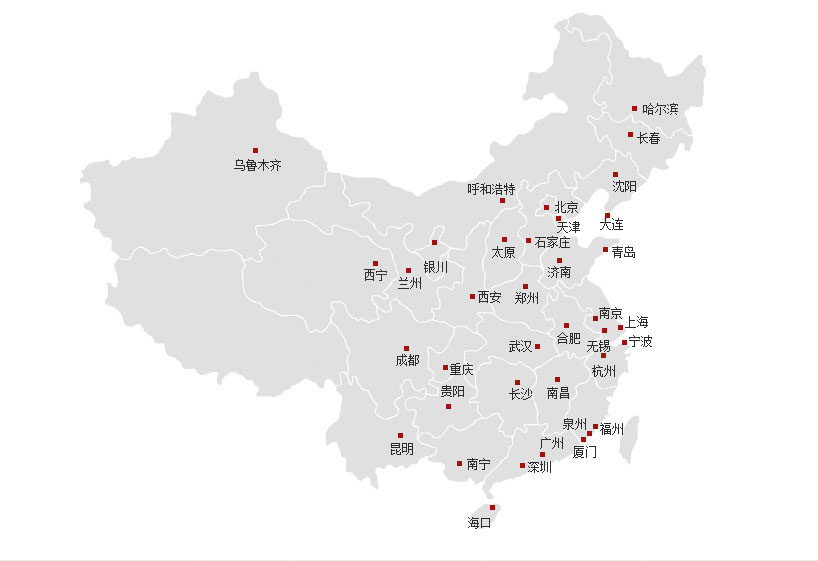 哈尔滨
长春
乌鲁木齐
沈阳
呼和浩特
北京
大连
天津
石家庄
太原
青岛
银川
济南
西宁
兰州
西安
郑州
南京
上海
合肥
无锡
宁波
武汉
成都
重庆
杭州
贵阳
长沙
南昌
泉州
福州
昆明
广州
厦门
南宁
深圳
海口